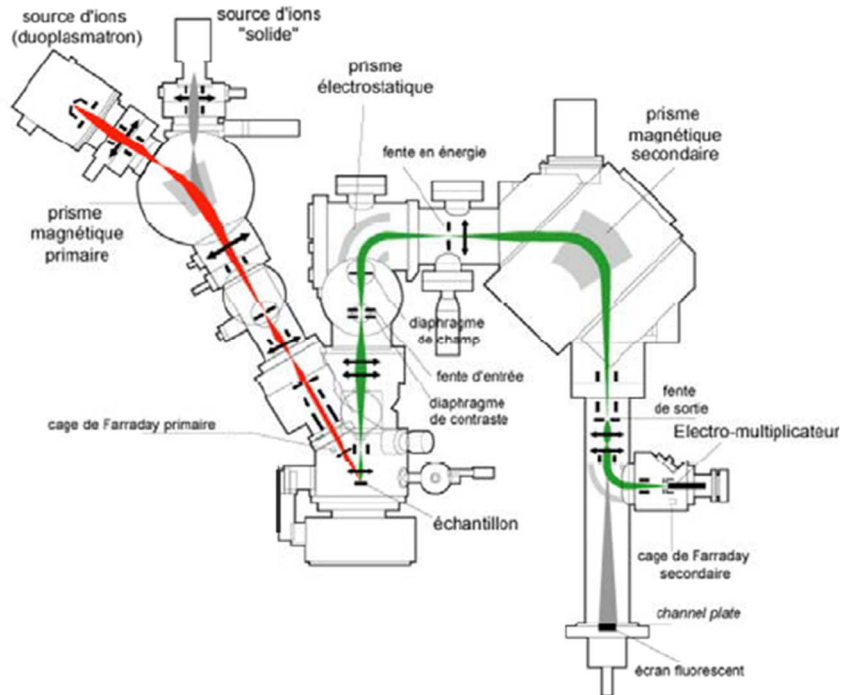 source d'ions
(duoplasmatron)
source d'ions
"solide"
prisme
électrostatique
prisme
magnétique
secondaire
fente en énergie
prisme
magnétique
primaire
diaphragme
de champ
fente d'entrée
diaphragme
de contraste
fente
de sortie
Electro-multiplicateur
cage de Farraday primaire
échantillon
cage de Farraday
secondaire
channel plate
écran fluorescent